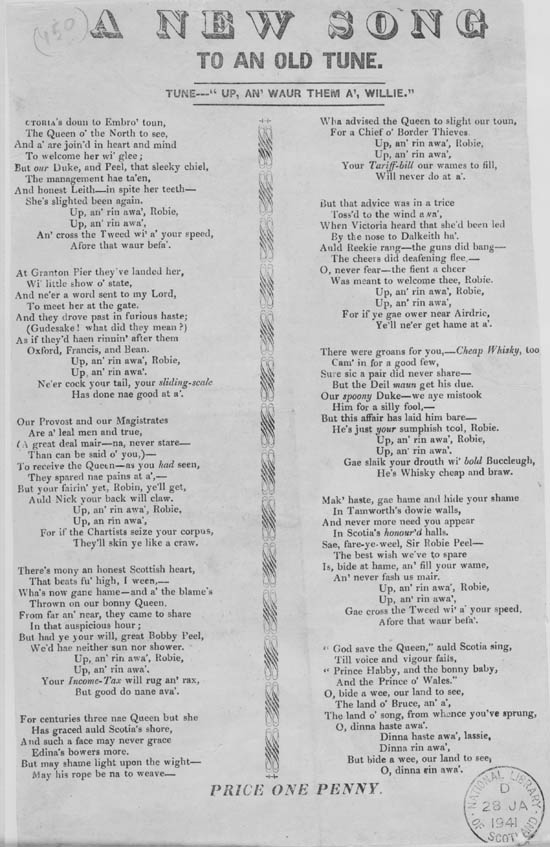 (450)
A NEW SONG
TO AN OLD TUNE.
TUNE---"UP, AN' WAUR THEM A', WILLIE."
CTORIA's doun to Embro' toun,
The Queen o' the North to see,
And a' are join'd in heart and mind
To welcome her wi' glee;
But our Duke, and Peel, that sleeky chiel,
The management hae ta'en,
And honest Leith—in spite her teeth—
She's slighted been again.
Up, an' rin awa', Robie,
Up, an' rin awa',
An' cross the Tweed wi' a' your speed,
Afore that waur befa'.
At Granton Pier they've landed her,
Wi' little show o' state,
And ne'er a word sent to my Lord,
To meet her at the gate.
And they drove past in furious haste;
(Gudesake! what did they mean?)
As if they'd haen rinnin' after them
Oxford, Francis, and Bean.
Up, an' rin awa', Robie,
Up, an' rin awa'.
Ne'er cock your tail, your sliding-scale
Has done nae good at a'.
Our Provost and our Magistrates
Are a' leal men and true,
(A great deal mair—na, never stare—
Than can be said o' you,)—
To receive the Queen—as you had seen,
They spared nae pains at a',—
But your fairin' yet, Robin, ye'll get,
Auld Nick your back will claw.
Up, an' rin awa', Robie,
Up, an' rin awa',
For if the Chartists seize your corpus,
They'll skin ye like a craw.
There's mony an honest Scottish heart,
That beats fu' high, I ween,—
Wha's now gane hame—and a' the blame's
Thrown on our bonny Queen.
From far an' near, they came to share
In that auspicious hour;
But had ye your will, great Bobby Peel,
We'd hae neither sun nor shower.
Up, an' rin awa', Robie,
Up, an' rin awa'.
Your Income-Tax will rug an' rax,
But good do nane ava'.
For centuries three nae Queen but she
Has graced auld Scotia's shore,
And such a face may never grace
Edina's bowers more.
But may shame light upon the wight—
May his rope be na to weave—
Wha advised the Queen to slight our toun,
For a Chief o' Border Thieves.
Up, an' rin awa', Robie,
Up, an' rin awa',
Your Tariff-bill our wames to fill,
Will never do at a'.
But that advice was in a trice
Toss'd to the wind ava',
When Victoria heard that she'd been led
By the nose to Dalkeith ha'.
Auld Reekie rang—the guns did bang—
The cheers did deafening flee—
O, never fear—the fient a cheer
Was meant to welcome thee, Robie.
Up, an' rin awa', Robie,
Up, an' rin awa',
For if ye gae ower near Airdrie,
Ye'll ne'er get hame at a'.
There were groans for you,—Cheap Whisky, too
Cam' in for a good few,
Sure sic a pair did never share—
But the Deil maun get his due.
Our spoony Duke—we aye mistook
Him for a silly fool,—
But this affair has laid him bare—
He's just your sumphish tool, Robie.
Up, an' rin awa', Robie,
Up, an' rin awa'.
Gae slaik your drouth wi' bold Buccleugh,
He's Whisky cheap and braw.
Mak' haste, gae hame and hide your shame
In Tamworth's dowie walls,
And never more need you appear
In Scotia's honour'd halls.
Sae, fare-ye-weel, Sir Robie Peel—
The best wish we've to spare
Is, bide at hame, an' fill your wame,
An' never fash us mair.
Up, an' rin awa', Robie,
Up, an' rin awa',
Gae cross the Tweed wi' a' your speed,
Afore that waur befa'.
"God save the Queen," auld Scotia sing,
Till voice and vigour fails,
"Prince Habby, and the bonny baby,
And the Prince o' Wales."
O, bide a wee, our land to see,
The land o' Bruce, an' a',
The land o' song, from whence you've sprung,
O, dinna haste awa'.
Dinna haste awa', lassie,
Dinna rin awa',
But bide a wee, our land to see,
O, dinna rin awa'.
PRICE ONE PENNY.
NATIONAL LIBRARY
D
28 JA
1941
OF SCOTLAND